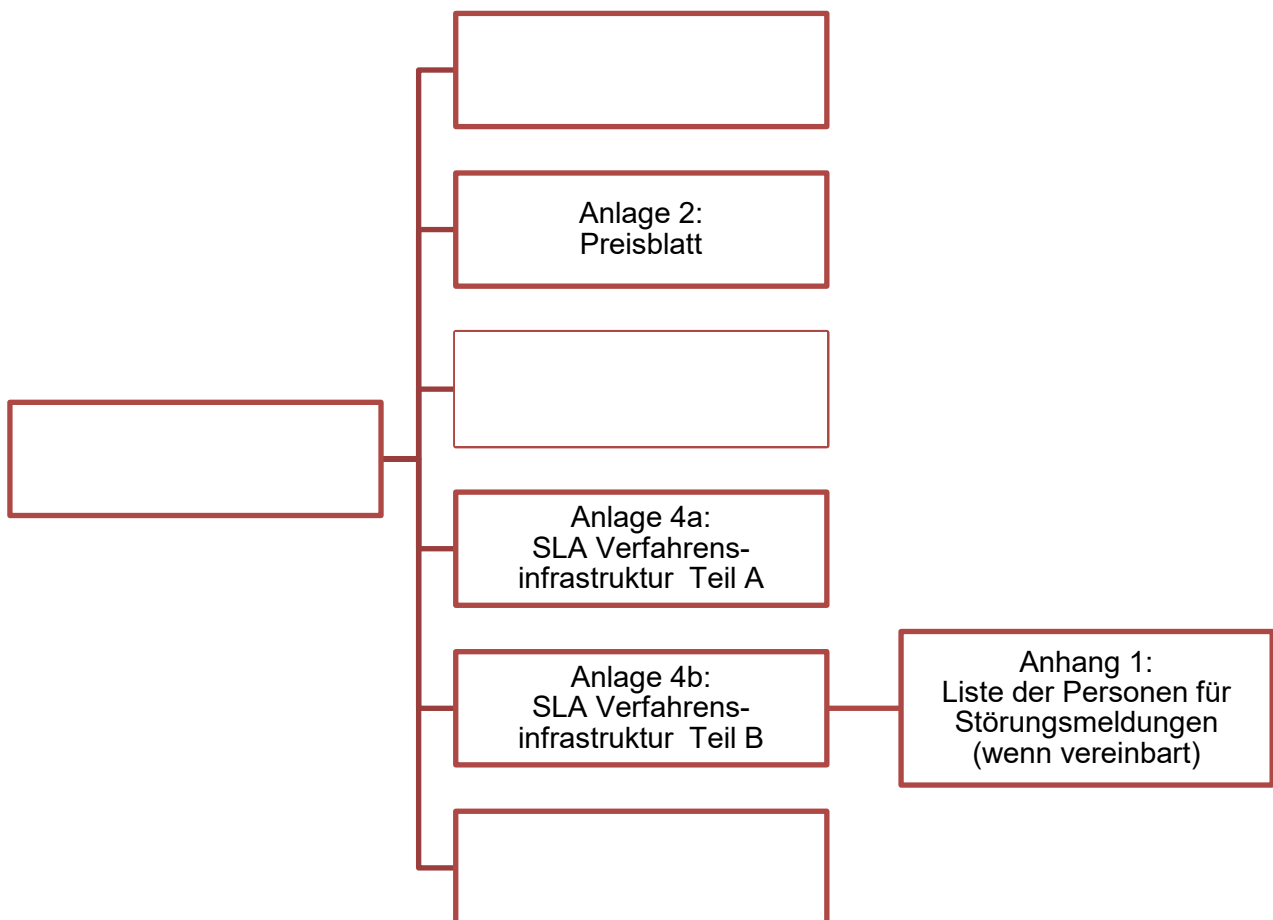 Anlage 2:
Preisblatt
Anlage 4a:
SLA Verfahrens-
infrastruktur  Teil A
Anlage 4b:
SLA Verfahrens-
infrastruktur  Teil B
Anhang 1:
Liste der Personen für
Störungsmeldungen
(wenn vereinbart)